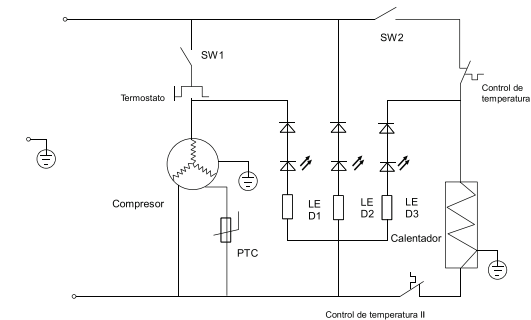 SW2
SW1
Control de
temperatura
Termostato
LE
D1
LE
D2
LE
D3
Compresor
Calentador
PTC
Control de temperatura II